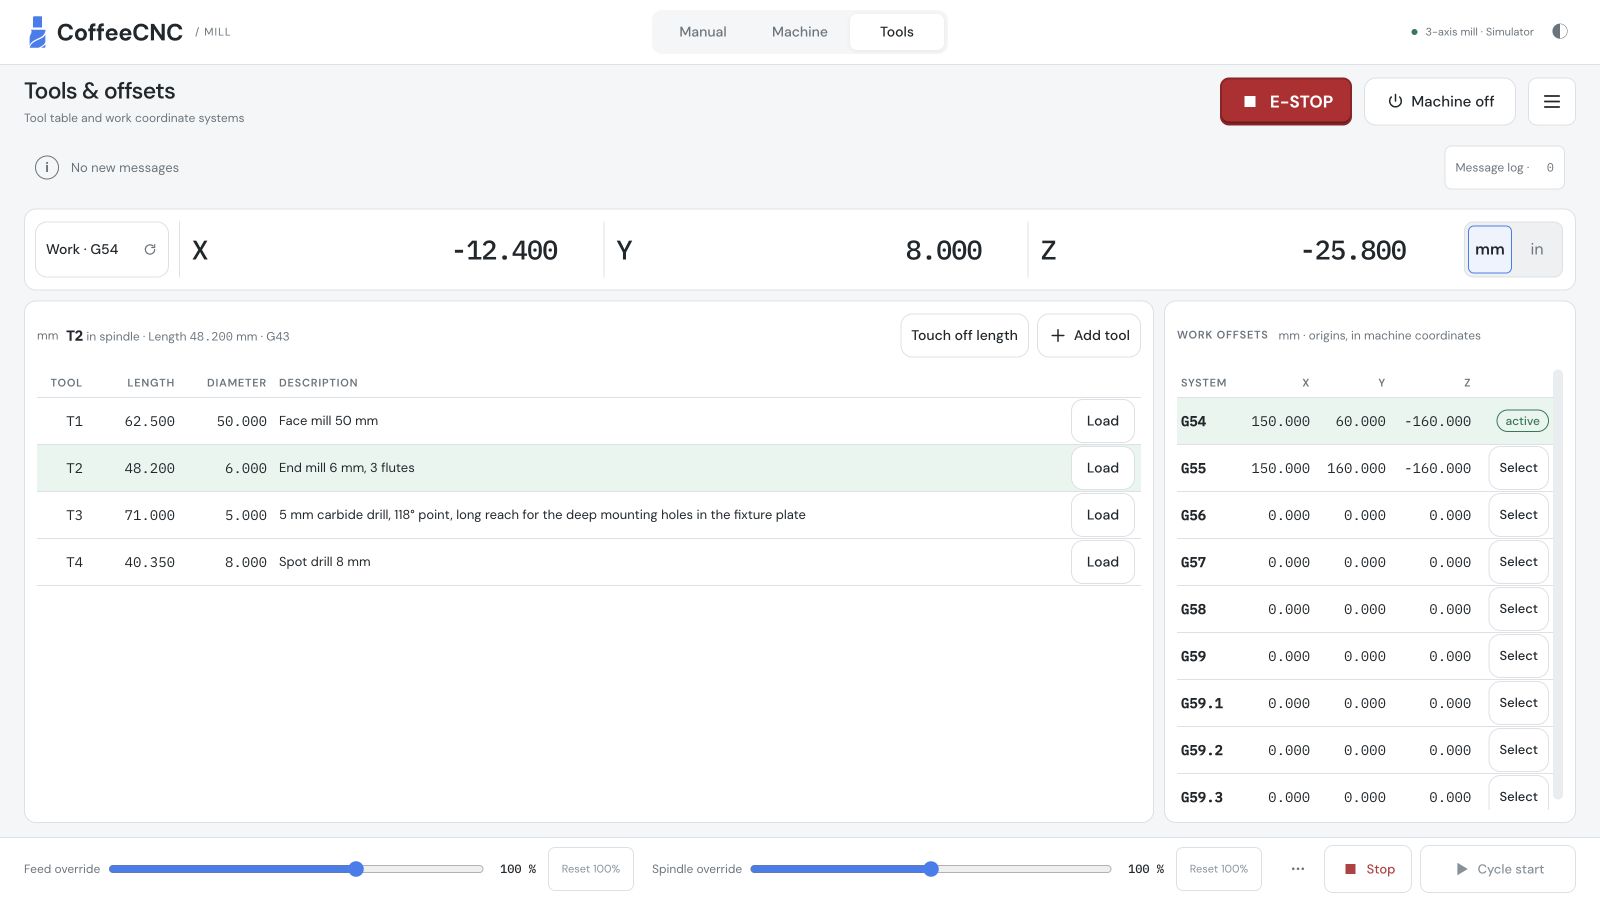 CoffeeCNC / MILL
Manual Machine Tools
3-axis mill · Simulator
Tools & offsets
Tool table and work coordinate systems
E-STOP Machine off
i No new messages
Message log · 0
Work · G54 X -12.400 Y 8.000 Z -25.800 mm in
mm T2 in spindle · Length 48.200 mm · G43
Touch off length + Add tool
TOOL LENGTH DIAMETER DESCRIPTION
T1 62.500 50.000 Face mill 50 mm Load
T2 48.200 6.000 End mill 6 mm, 3 flutes Load
T3 71.000 5.000 5 mm carbide drill, 118° point, long reach for the deep mounting holes in the fixture plate Load
T4 40.350 8.000 Spot drill 8 mm Load
WORK OFFSETS mm · origins, in machine coordinates
SYSTEM X Y Z
G54 150.000 60.000 -160.000 active
G55 150.000 160.000 -160.000 Select
G56 0.000 0.000 0.000 Select
G57 0.000 0.000 0.000 Select
G58 0.000 0.000 0.000 Select
G59 0.000 0.000 0.000 Select
G59.1 0.000 0.000 0.000 Select
G59.2 0.000 0.000 0.000 Select
G59.3 0.000 0.000 0.000 Select
Feed override 100 % Reset 100% Spindle override 100 % Reset 100% ··· Stop Cycle start